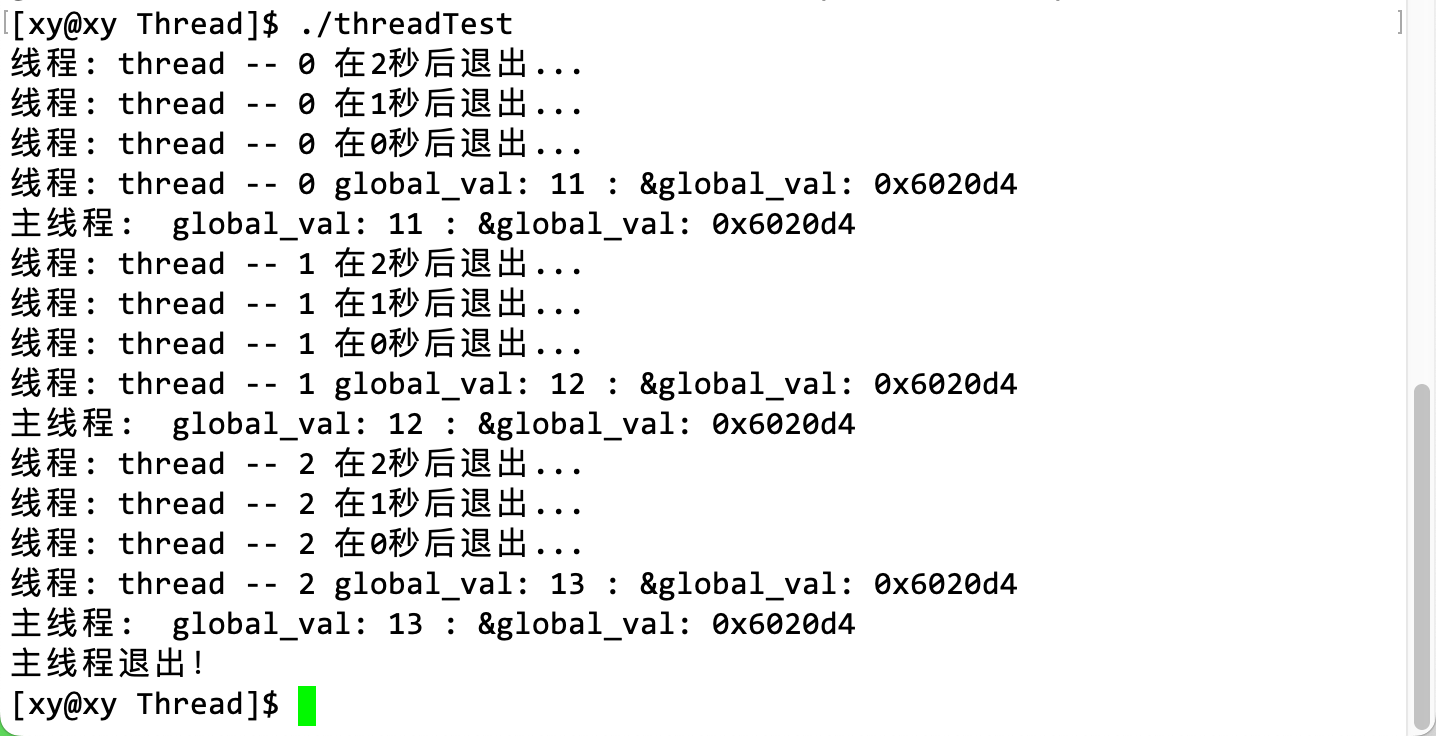 [xy@xy Thread]$ ./threadTest
线程: thread -- 0 在2秒后退出...
线程: thread -- 0 在1秒后退出...
线程: thread -- 0 在0秒后退出...
线程: thread -- 0 global_val: 11 : &global_val: 0x6020d4
主线程:  global_val: 11 : &global_val: 0x6020d4
线程: thread -- 1 在2秒后退出...
线程: thread -- 1 在1秒后退出...
线程: thread -- 1 在0秒后退出...
线程: thread -- 1 global_val: 12 : &global_val: 0x6020d4
主线程:  global_val: 12 : &global_val: 0x6020d4
线程: thread -- 2 在2秒后退出...
线程: thread -- 2 在1秒后退出...
线程: thread -- 2 在0秒后退出...
线程: thread -- 2 global_val: 13 : &global_val: 0x6020d4
主线程:  global_val: 13 : &global_val: 0x6020d4
主线程退出!
[xy@xy Thread]$